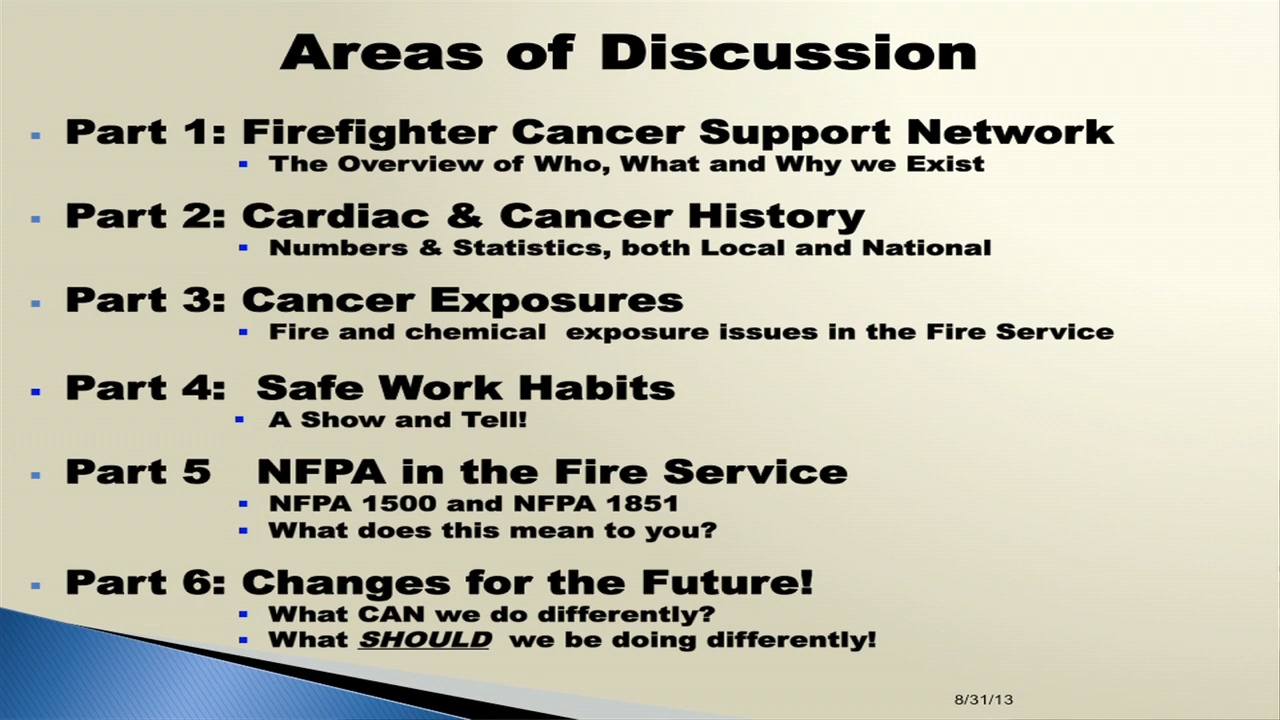 Areas of Discussion
Part 1: Firefighter Cancer Support Network
The Overview of Who, What and Why we Exist
Part 2: Cardiac & Cancer History
Numbers & Statistics, both Local and National
Part 3: Cancer Exposures
Fire and chemical exposure issues in the Fire Service
Part 4: Safe Work Habits
A Show and Tell!
Part 5 NFPA in the Fire Service
NFPA 1500 and NFPA 1851
What does this mean to you?
Part 6: Changes for the Future!
What CAN we do differently?
What SHOULD we be doing differently!
8/31/13